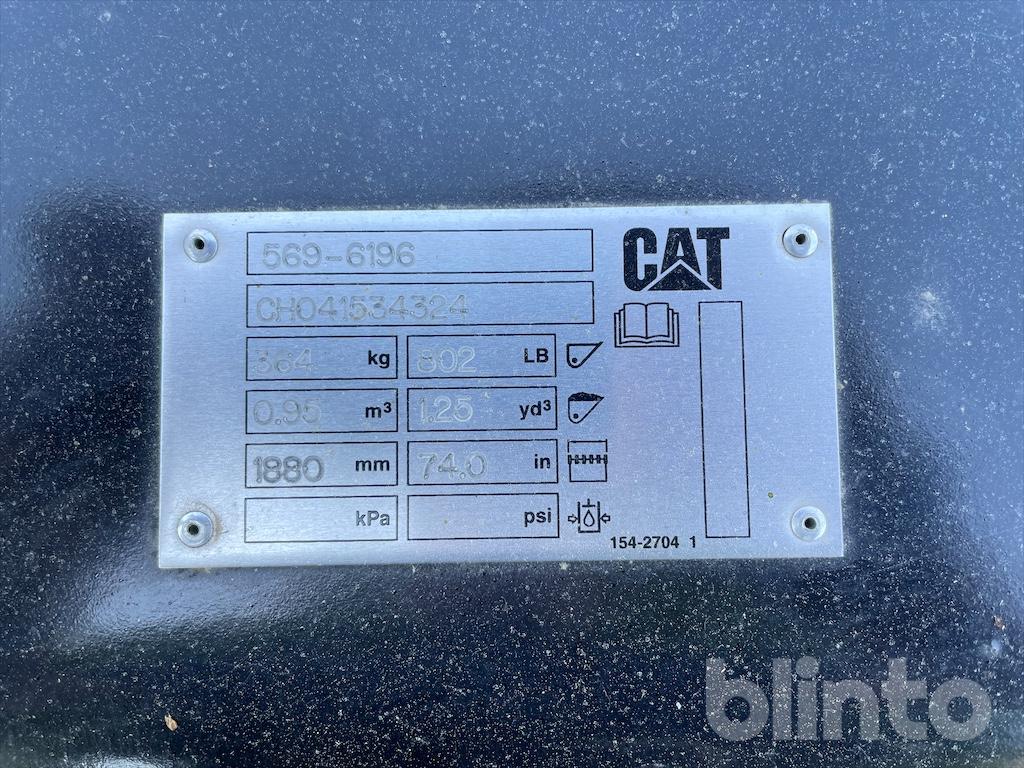 569-6196
CAT
CH041534324
364 kg 802 LB
0.95 m³ 1.25 yd³
1880 mm 74.0 in
kPa psi
154-2704 1
blinto